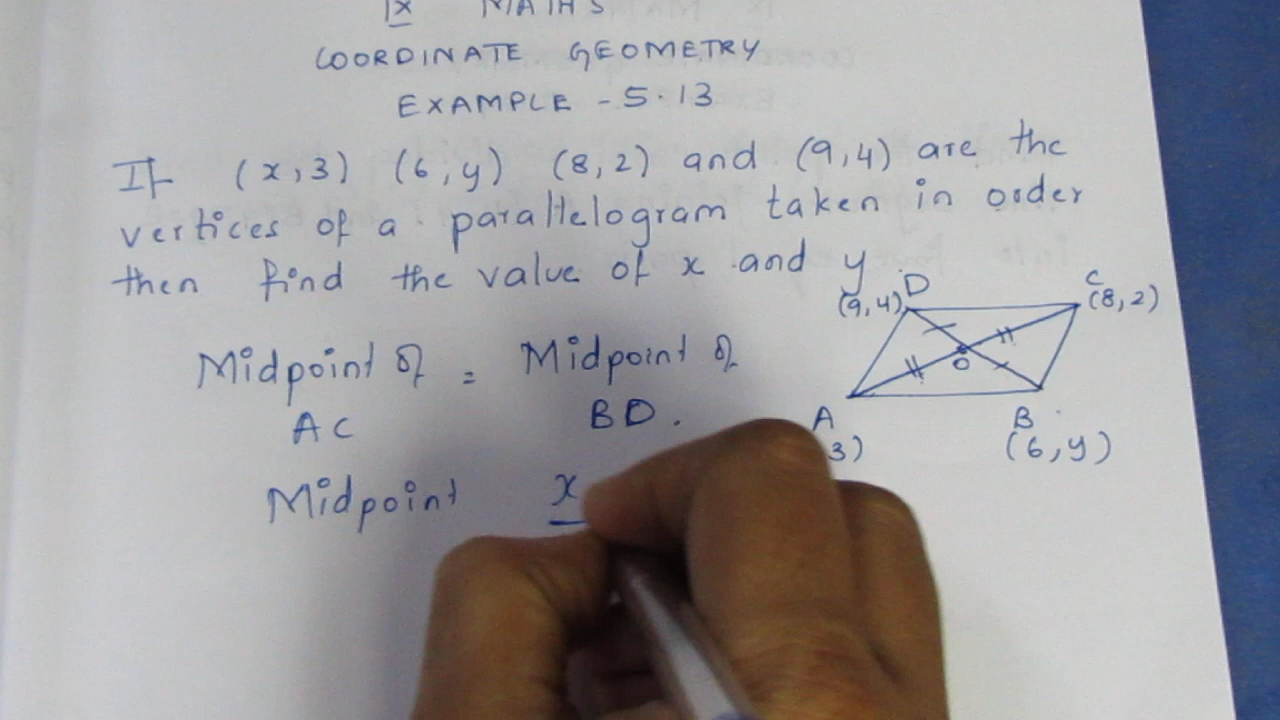 IX MATHS
COORDINATE GEOMETRY
EXAMPLE - 5.13
If (x,3) (6,y) (8,2) and (9,4) are the
vertices of a parallelogram taken in order
then find the value of x and y
D
C
(9,4)
(8,2)
O
Midpoint of = Midpoint of
AC BD.
A
B
3)
(6,y)
Midpoint x